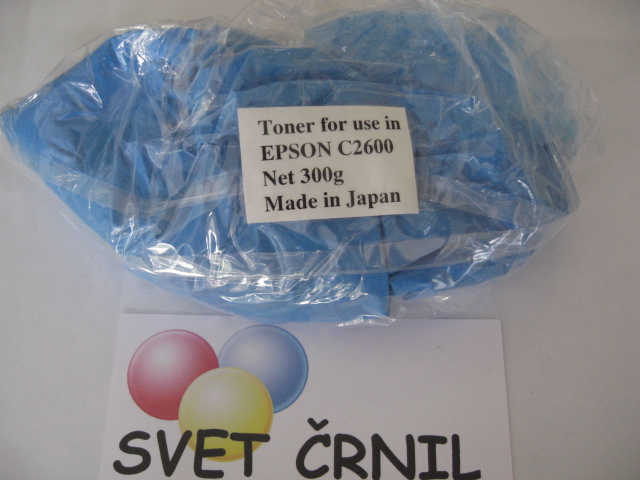 Toner for use in
EPSON C2600
Net 300g
Made in Japan
SVET ČRNIL